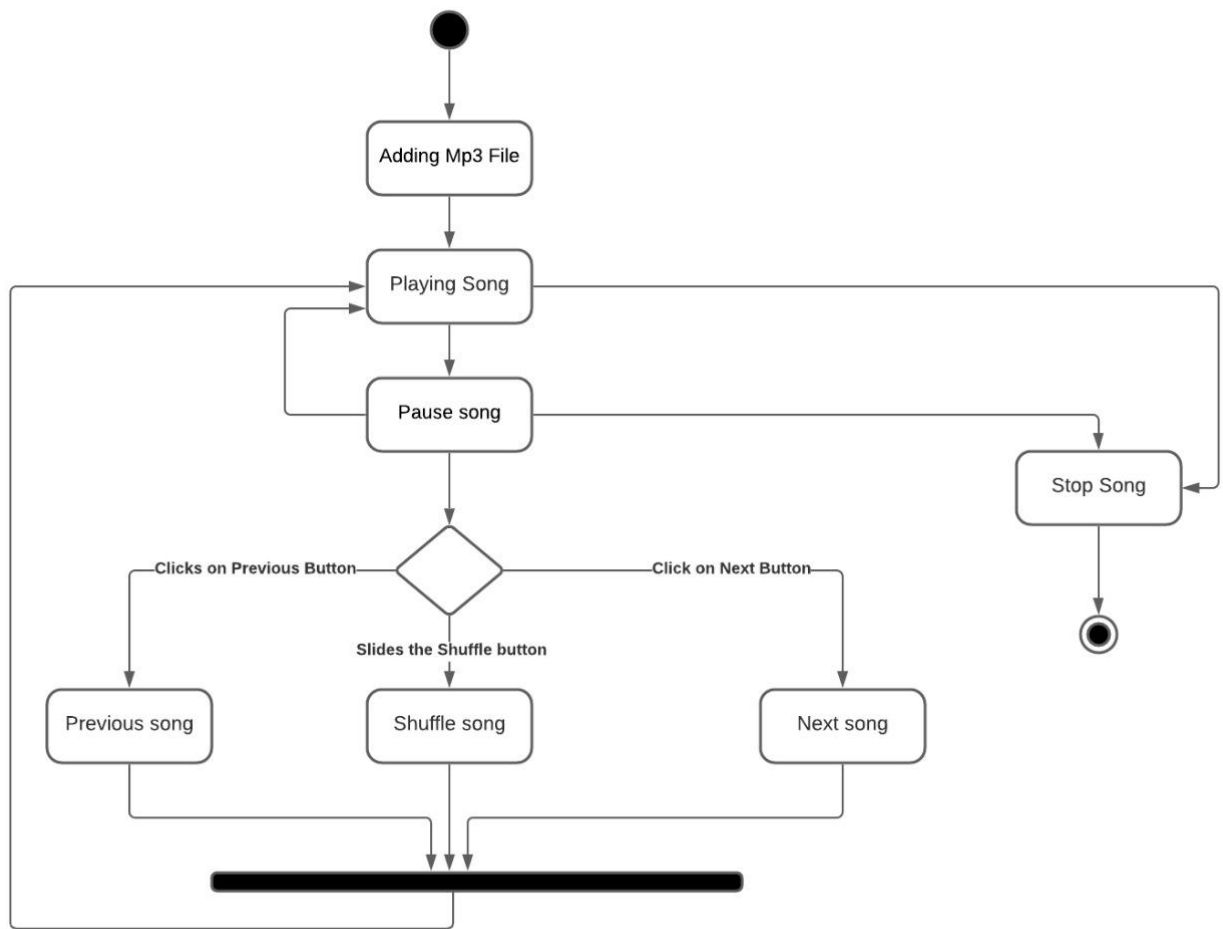 Adding Mp3 File
Playing Song
Pause song
Stop Song
Clicks on Previous Button
Click on Next Button
Slides the Shuffle button
Previous song
Shuffle song
Next song